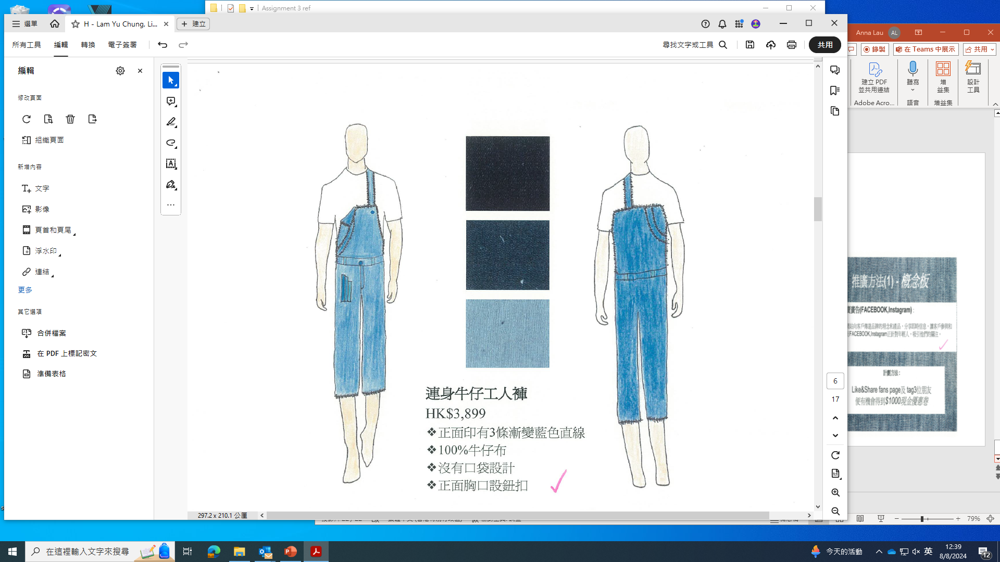 Assignment 3 ref
選單
H - Lam Yu Chung, Li...
建立
所有工具
編輯
轉換
電子簽署
尋找文字或工具
共用
編輯
修改頁面
組織頁面
新增內容
文字
影像
頁首和頁尾
浮水印
連結
更多
其它選項
合併檔案
在 PDF 上標記密文
準備表格
連身牛仔工人褲
HK$3,899
❖正面印有3條漸變藍色直線
❖100%牛仔布
❖沒有口袋設計
❖正面胸口設鈕扣
297.2 x 210.1 公厘
6
17
Anna Lau
AL
錄製
在 Teams 中展示
共用
建立 PDF
並共用連結
聽寫
增
益集
設計
工具
Adobe Acro...
語音
增益集
推廣方法(1) - 概念板
廣告(FACEBOOK,Instagram) :
計劃方法 :
Like&Share fans page及 tag3位朋友
便有機會得到$1000現金優惠卷
79%
在這裡輸入文字來搜尋
今天的活動
英
12:39
8/8/2024
12